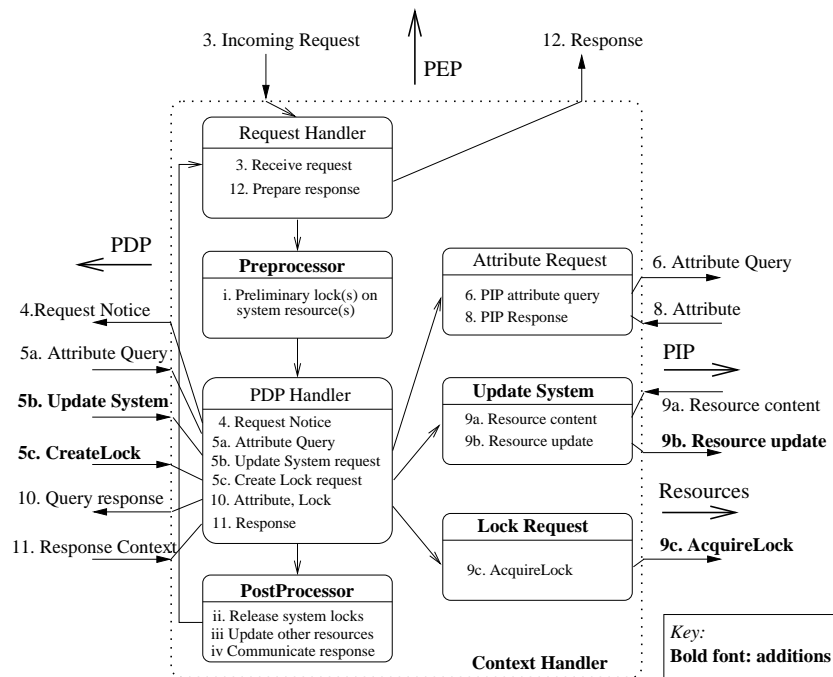 3. Incoming Request
PEP
12. Response
Request Handler
3. Receive request
12. Prepare response
PDP
Preprocessor
i. Preliminary lock(s) on
system resource(s)
Attribute Request
6. PIP attribute query
8. PIP Response
6. Attribute Query
8. Attribute
4.Request Notice
5a. Attribute Query
5b. Update System
5c. CreateLock
10. Query response
11. Response Context
PDP Handler
4. Request Notice
5a. Attribute Query
5b. Update System request
5c. Create Lock request
10. Attribute, Lock
11. Response
PIP
Update System
9a. Resource content
9b. Resource update
9a. Resource content
9b. Resource update
Resources
Lock Request
9c. AcquireLock
9c. AcquireLock
PostProcessor
ii. Release system locks
iii Update other resources
iv Communicate response
Context Handler
Key:
Bold font: additions